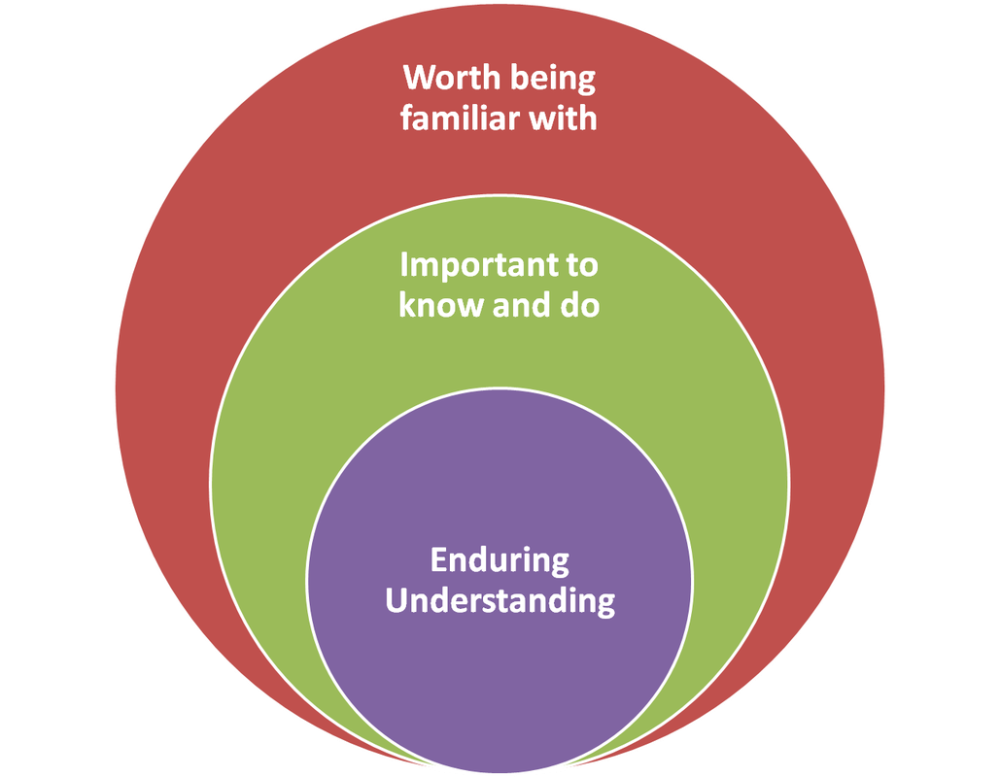 Worth being
familiar with
Important to
know and do
Enduring
Understanding